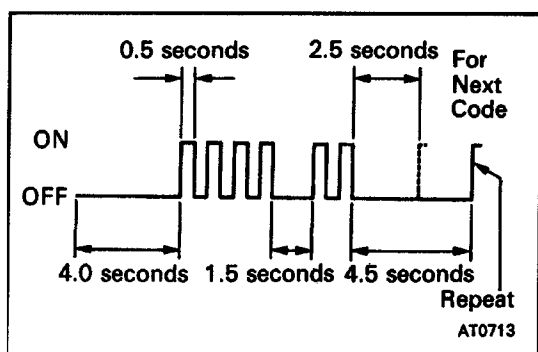 0.5 seconds
2.5 seconds
For
Next
Code
ON
OFF
4.0 seconds
1.5 seconds
4.5 seconds
Repeat
AT0713